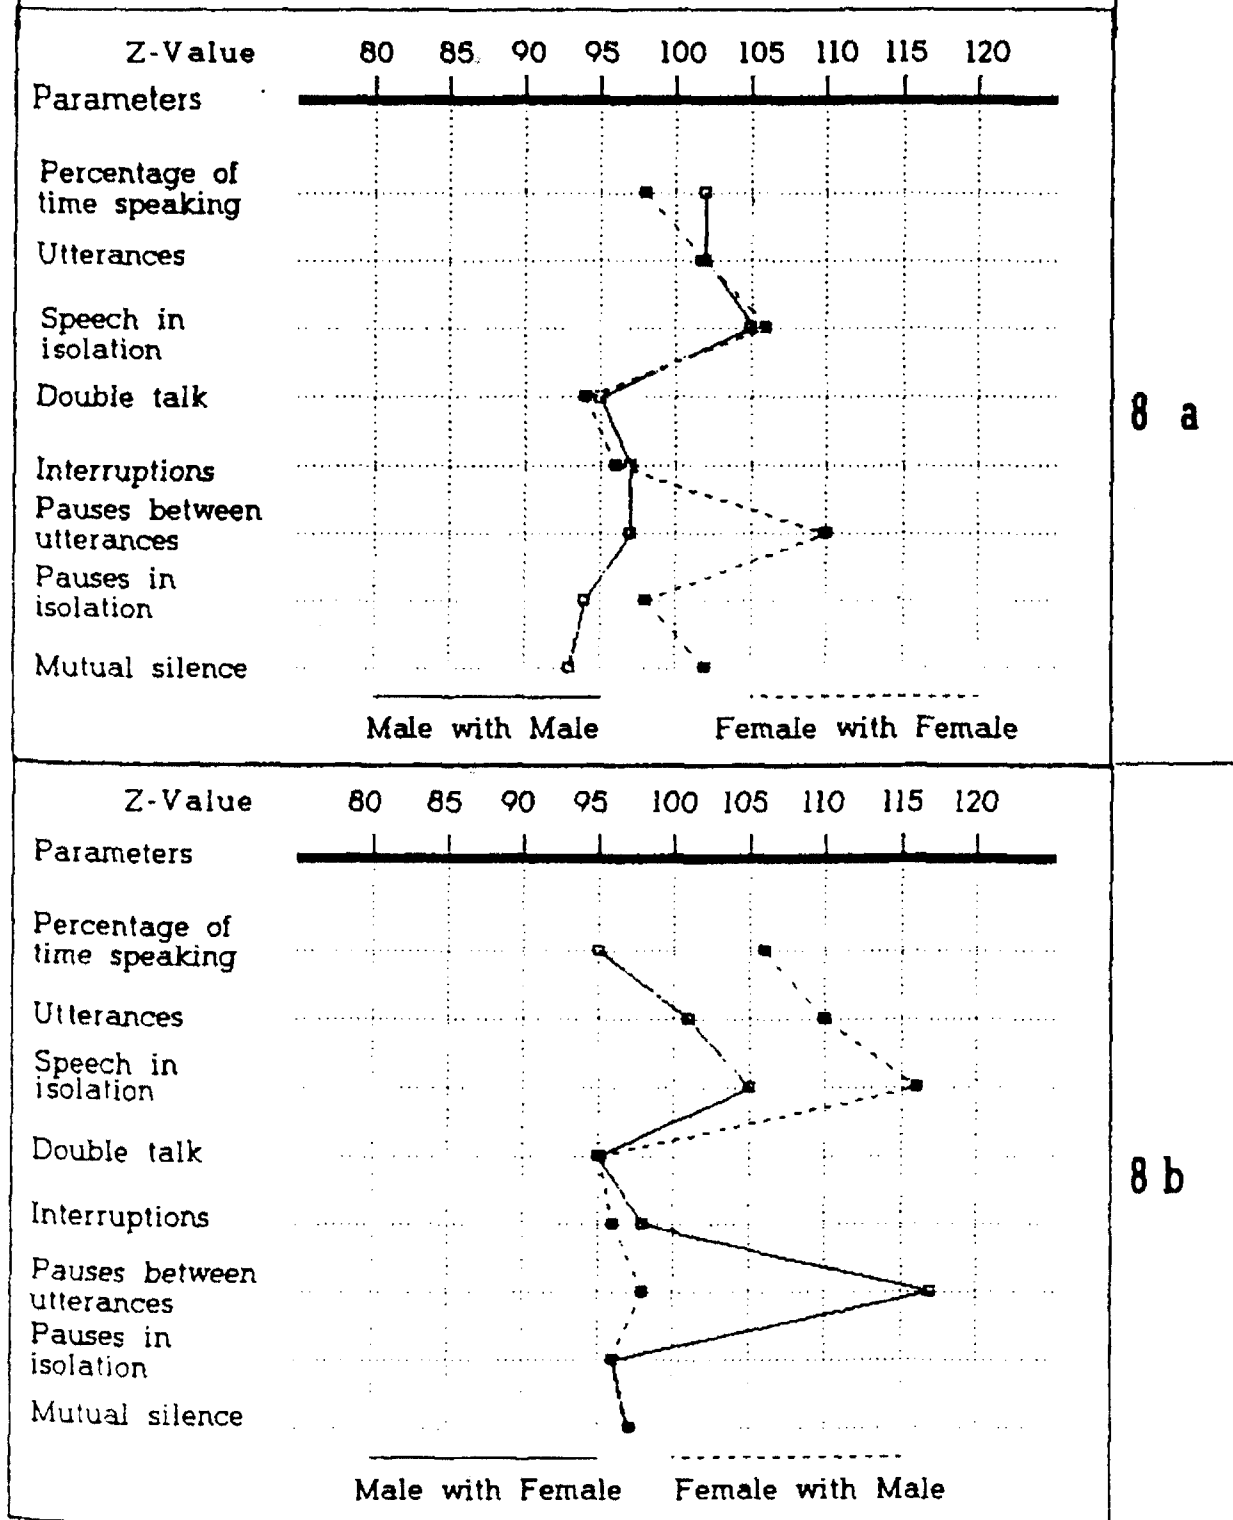 Z-Value 80 85 90 95 100 105 110 115 120
Parameters
Percentage of
time speaking
Utterances
Speech in
isolation
Double talk
Interruptions
Pauses between
utterances
Pauses in
isolation
Mutual silence
Male with Male Female with Female
8 a
Z-Value 80 85 90 95 100 105 110 115 120
Parameters
Percentage of
time speaking
Utterances
Speech in
isolation
Double talk
Interruptions
Pauses between
utterances
Pauses in
isolation
Mutual silence
Male with Female Female with Male
8 b